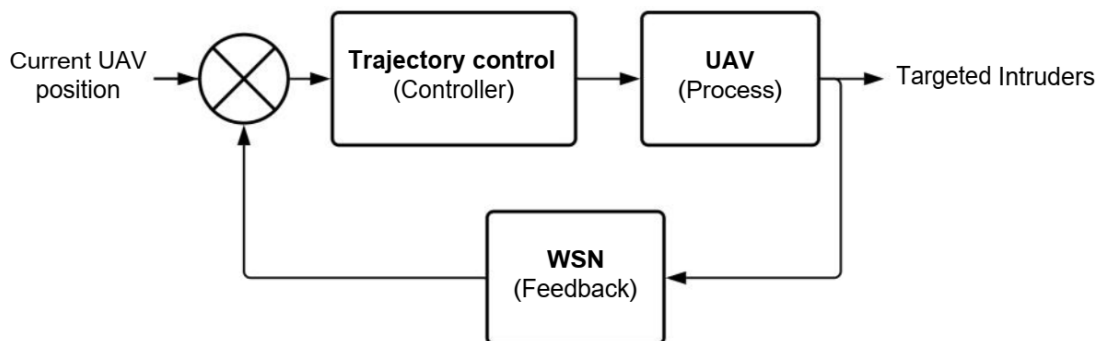 Current UAV
position
Trajectory control
(Controller)
UAV
(Process)
Targeted Intruders
WSN
(Feedback)